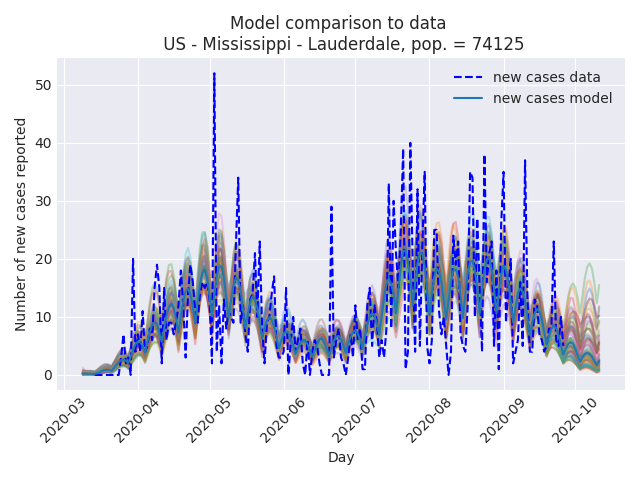 Model comparison to data
US - Mississippi - Lauderdale, pop. = 74125
new cases data
new cases model
Number of new cases reported
50
40
30
20
10
0
2020-03
2020-04
2020-05
2020-06
2020-07
2020-08
2020-09
2020-10
Day